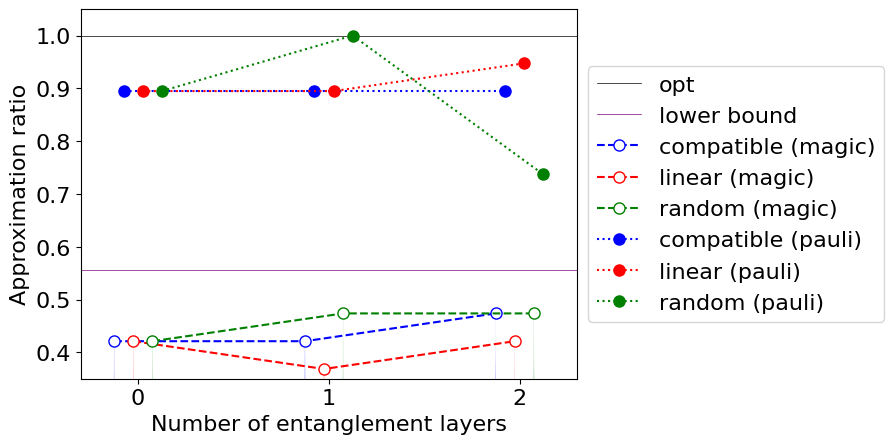 1.0
0.9
0.8
0.7
0.6
0.5
0.4
Approximation ratio
0
1
2
Number of entanglement layers
opt
lower bound
compatible (magic)
linear (magic)
random (magic)
compatible (pauli)
linear (pauli)
random (pauli)